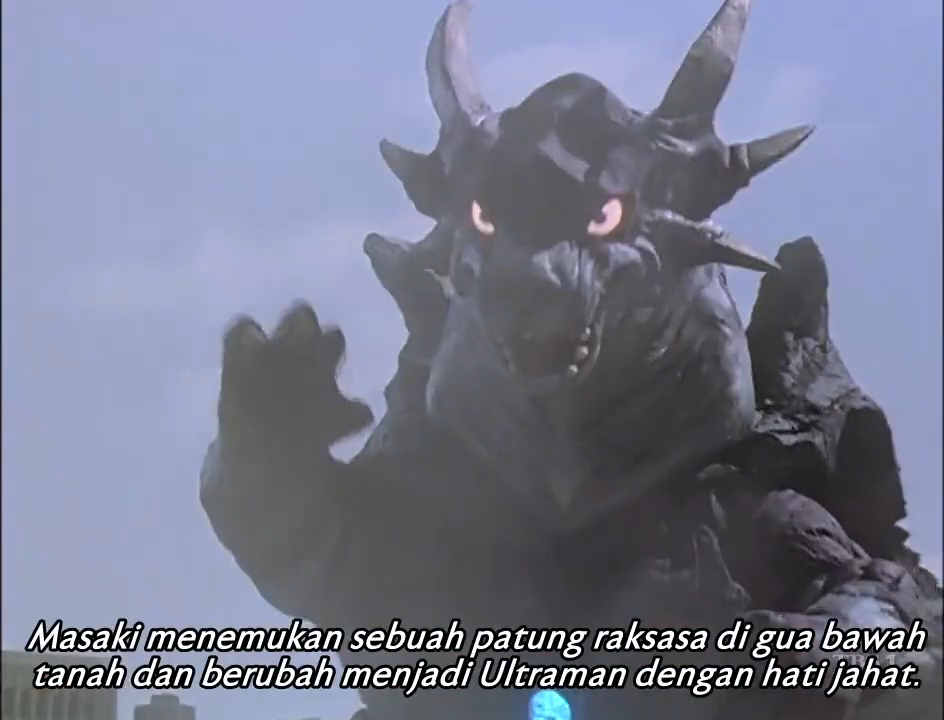 Masaki menemukan sebuah patung raksasa di gua bawah
tanah dan berubah menjadi Ultraman dengan hati jahat.